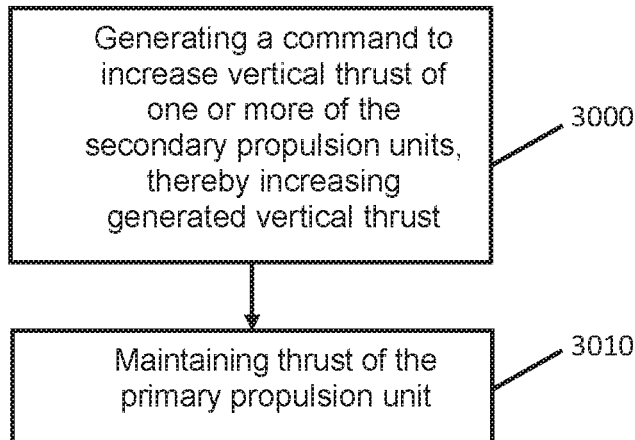 Generating a command to
increase vertical thrust of
one or more of the
secondary propulsion units,
thereby increasing
generated vertical thrust
3000
Maintaining thrust of the
primary propulsion unit
3010